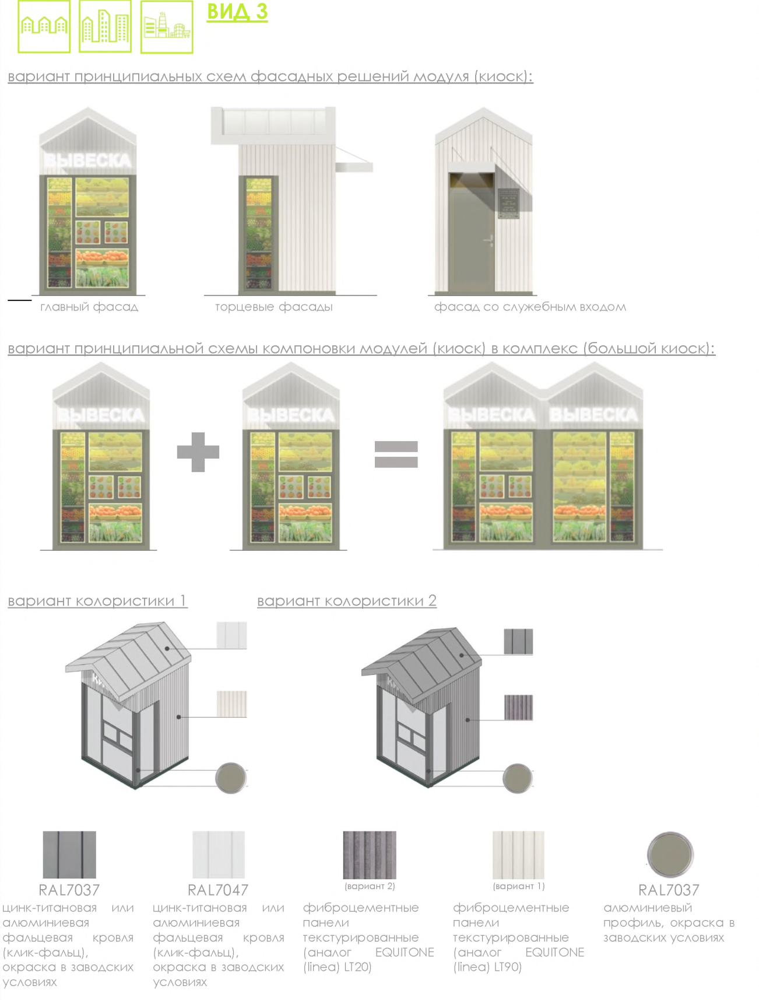 ВИД 3
вариант принципиальных схем фасадных решений модуля (киоск):
ВЫВЕСКА
главный фасад
торцевые фасады
фасад со служебным входом
вариант принципиальной схемы компоновки модулей (киоск) в комплекс (большой киоск):
ВЫВЕСКА
ВЫВЕСКА
ВЫВЕСКА
ВЫВЕСКА
вариант колористики 1
вариант колористики 2
RAL7037
цинк-титановая или
алюминиевая
фальцевая кровля
(клик-фальц),
окраска в заводских
условиях
RAL7047
цинк-титановая или
алюминиевая
фальцевая кровля
(клик-фальц),
окраска в заводских
условиях
(вариант 2)
фиброцементные
панели
текстурированные
(аналог EQUITONE
(linea) LT20)
(вариант 1)
фиброцементные
панели
текстурированные
(аналог EQUITONE
(linea) LT90)
RAL7037
алюминиевый
профиль, окраска в
заводских условиях